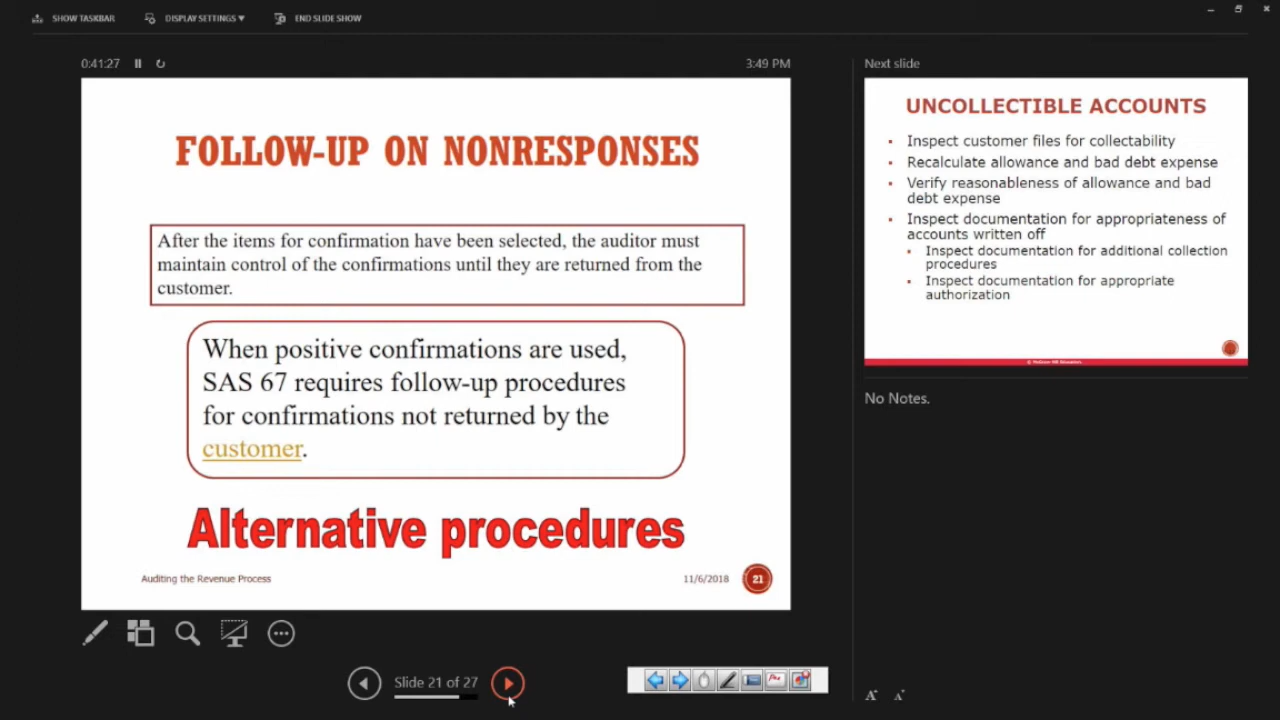 SHOW TASKBAR
DISPLAY SETTINGS ▼
END SLIDE SHOW
0:41:27
3:49 PM
FOLLOW-UP ON NONRESPONSES
After the items for confirmation have been selected, the auditor must
maintain control of the confirmations until they are returned from the
customer.
When positive confirmations are used,
SAS 67 requires follow-up procedures
for confirmations not returned by the
customer.
Alternative procedures
Auditing the Revenue Process
11/6/2018
21
Slide 21 of 27
Next slide
UNCOLLECTIBLE ACCOUNTS
▪ Inspect customer files for collectability
▪ Recalculate allowance and bad debt expense
▪ Verify reasonableness of allowance and bad
debt expense
▪ Inspect documentation for appropriateness of
accounts written off
▪ Inspect documentation for additional collection
procedures
▪ Inspect documentation for appropriate
authorization
No Notes.
A A